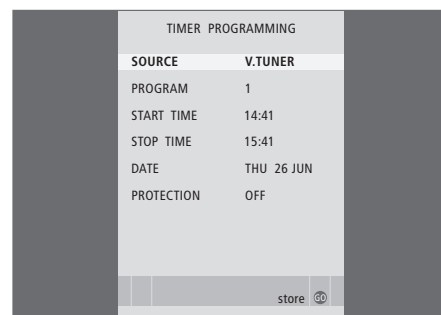 TIMER PROGRAMMING
SOURCE V.TUNER
PROGRAM 1
START TIME 14:41
STOP TIME 15:41
DATE THU 26 JUN
PROTECTION OFF
store GO